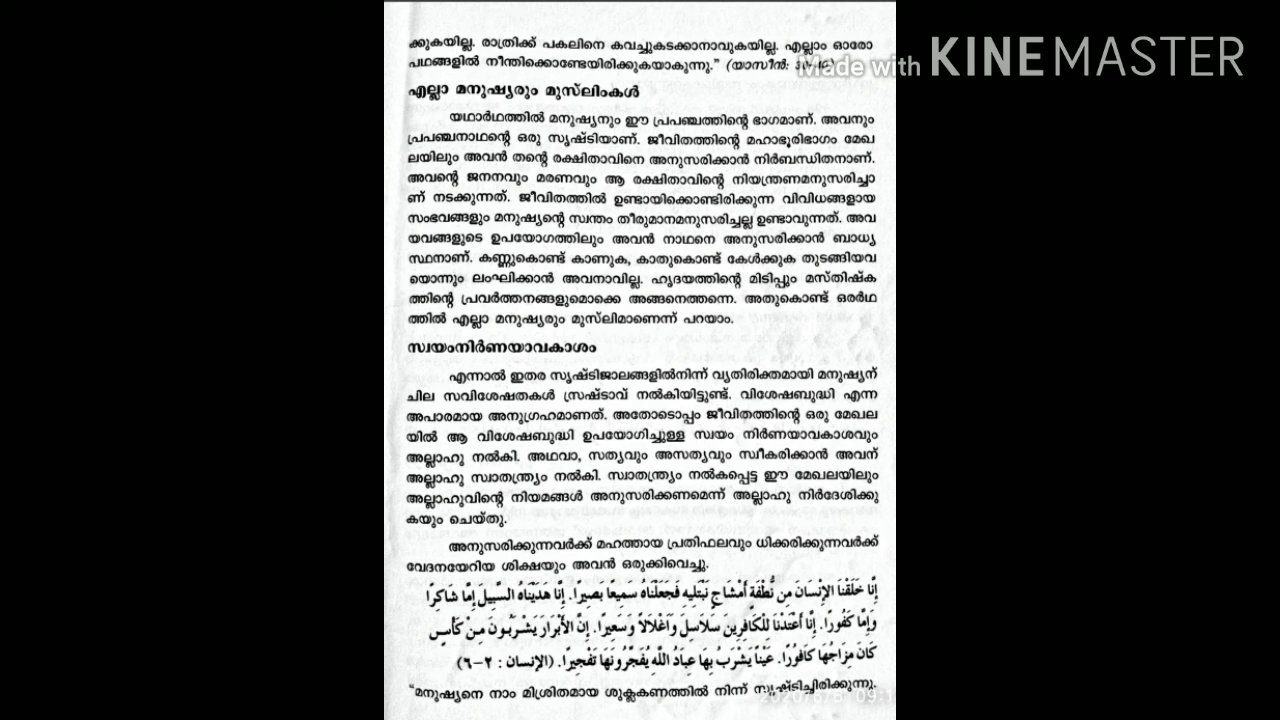 ക്കുകയില്ല. രാത്രിക്ക് പകലിനെ കവച്ചുകടക്കാനാവുകയില്ല. എല്ലാം ഓരോ
പഥങ്ങളിൽ നീന്തിക്കൊണ്ടേയിരിക്കുകയാകുന്നു.” (യാസീൻ:
Made with KINEMASTER
എല്ലാ മനുഷ്യരും മുസ്‌ലിംകൾ
യഥാർഥത്തിൽ മനുഷ്യനും ഈ പ്രപഞ്ചത്തിന്റെ ഭാഗമാണ്. അവനും
പ്രപഞ്ചനാഥന്റെ ഒരു സൃഷ്ടിയാണ്. ജീവിതത്തിന്റെ മഹാഭൂരിഭാഗം മേഖ
ലയിലും അവൻ തന്റെ രക്ഷിതാവിനെ അനുസരിക്കാൻ നിർബന്ധിതനാണ്.
അവന്റെ ജനനവും മരണവും ആ രക്ഷിതാവിന്റെ നിയന്ത്രണമനുസരിച്ചാ
ണ് നടക്കുന്നത്. ജീവിതത്തിൽ ഉണ്ടായിക്കൊണ്ടിരിക്കുന്ന വിവിധങ്ങളായ
സംഭവങ്ങളും മനുഷ്യന്റെ സ്വന്തം തീരുമാനമനുസരിച്ചല്ല ഉണ്ടാവുന്നത്. അവ
യവങ്ങളുടെ ഉപയോഗത്തിലും അവൻ നാഥനെ അനുസരിക്കാൻ ബാധ്യ
സ്ഥനാണ്. കണ്ണുകൊണ്ട് കാണുക, കാതുകൊണ്ട് കേൾക്കുക തുടങ്ങിയവ
യൊന്നും ലംഘിക്കാൻ അവനാവില്ല. ഹൃദയത്തിന്റെ മിടിപ്പും മസ്തിഷ്ക
ത്തിന്റെ പ്രവർത്തനങ്ങളുമൊക്കെ അങ്ങനെത്തന്നെ. അതുകൊണ്ട് ഒരർഥ
ത്തിൽ എല്ലാ മനുഷ്യരും മുസ്‌ലിമാണെന്ന് പറയാം.
സ്വയംനിർണയാവകാശം
എന്നാൽ ഇതര സൃഷ്ടിജാലങ്ങളിൽനിന്ന് വ്യതിരിക്തമായി മനുഷ്യന്
ചില സവിശേഷതകൾ സ്രഷ്ടാവ് നൽകിയിട്ടുണ്ട്. വിശേഷബുദ്ധി എന്ന
അപാരമായ അനുഗ്രഹമാണത്. അതോടൊപ്പം ജീവിതത്തിന്റെ ഒരു മേഖല
യിൽ ആ വിശേഷബുദ്ധി ഉപയോഗിച്ചുള്ള സ്വയം നിർണയാവകാശവും
അല്ലാഹു നൽകി. അഥവാ, സത്യവും അസത്യവും സ്വീകരിക്കാൻ അവന്
അല്ലാഹു സ്വാതന്ത്ര്യം നൽകി. സ്വാതന്ത്ര്യം നൽകപ്പെട്ട ഈ മേഖലയിലും
അല്ലാഹുവിന്റെ നിയമങ്ങൾ അനുസരിക്കണമെന്ന് അല്ലാഹു നിർദേശിക്കു
കയും ചെയ്തു.
അനുസരിക്കുന്നവർക്ക് മഹത്തായ പ്രതിഫലവും ധിക്കരിക്കുന്നവർക്ക്
വേദനയേറിയ ശിക്ഷയും അവൻ ഒരുക്കിവെച്ചു.
إِنَّا خَلَقْنَا الإِنْسَانَ مِن نُّطْفَةٍ أَمْشَاجٍ نَبْتَلِيهِ فَجَعَلْنَاهُ سَمِيعًا بَصِيرًا. إِنَّا هَدَيْنَاهُ السَّبِيلَ إِمَّا شَاكِرًا
وَإِمَّا كَفُورًا. إِنَّا أَعْتَدْنَا لِلْكَافِرِينَ سَلَاسِلَ وَأَغْلَالاً وَسَعِيرًا. إِنَّ الأَبْرَارَ يَشْرَبُونَ مِنْ كَأْسٍ
كَانَ مِزَاجُهَا كَافُورًا. عَيْناً يَشْرَبُ بِهَا عِبَادُ اللَّهِ يُفَجِّرُونَهَا تَفْجِيرًا. (الإنسان : ٢-٦)
“മനുഷ്യനെ നാം മിശ്രിതമായ ശുക്ലകണത്തിൽ നിന്ന് സൃഷ്ടിച്ചിരിക്കുന്നു.